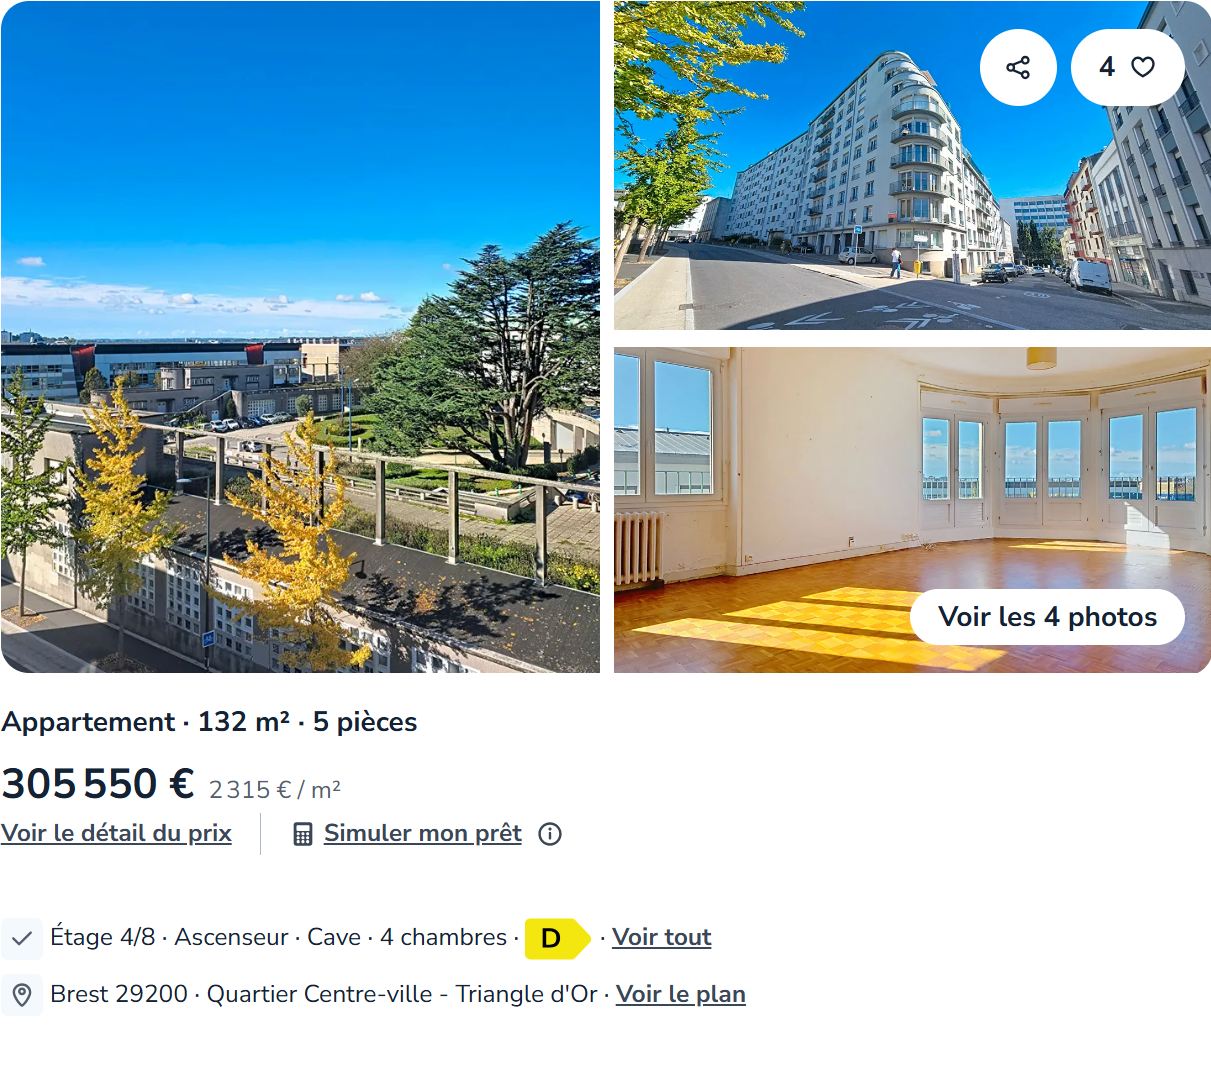 4
Voir les 4 photos
Appartement · 132 m² · 5 pièces
305 550 € 2 315 € / m²
Voir le détail du prix Simuler mon prêt
Étage 4/8 · Ascenseur · Cave · 4 chambres · D · Voir tout
Brest 29200 · Quartier Centre-ville - Triangle d'Or · Voir le plan